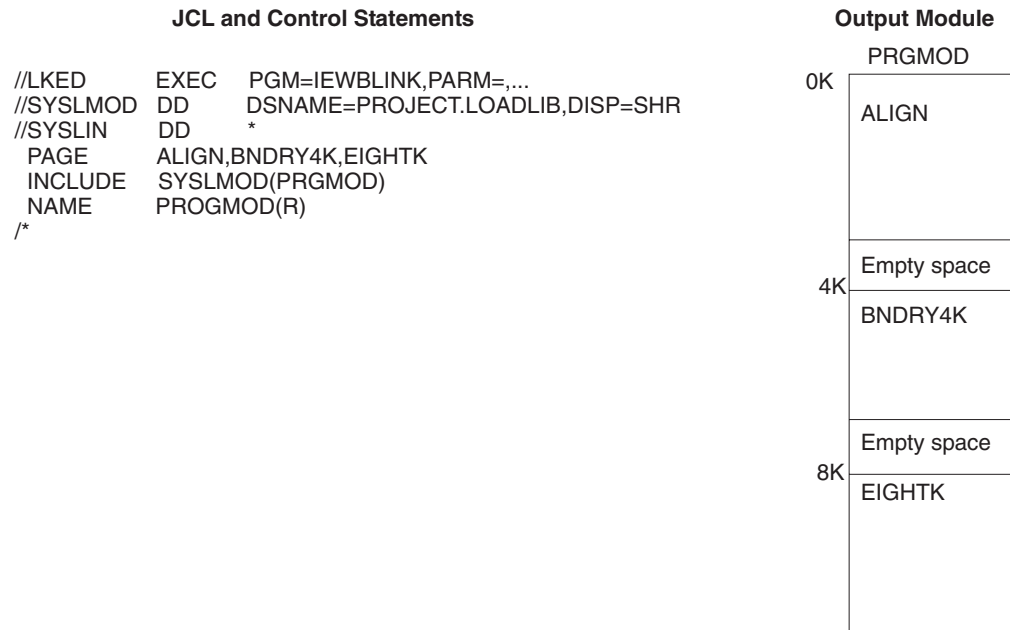 JCL and Control Statements
//LKED EXEC PGM=IEWBLINK,PARM=,...
//SYSLMOD DD DSNAME=PROJECT.LOADLIB,DISP=SHR
//SYSLIN DD *
PAGE ALIGN,BNDRY4K,EIGHTK
INCLUDE SYSLMOD(PRGMOD)
NAME PROGMOD(R)
/*
Output Module
PRGMOD
0K
ALIGN
Empty space
4K
BNDRY4K
Empty space
8K
EIGHTK